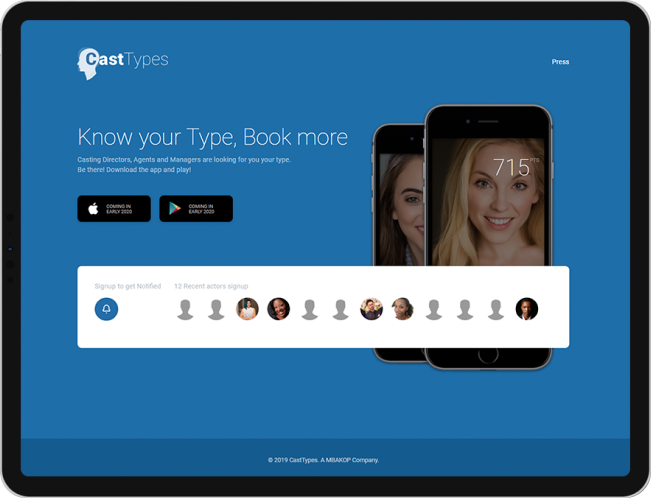 CastTypes
Press
Know your Type, Book more
Casting Directors, Agents and Managers are looking for you your type.
Be there! Download the app and play!
COMING IN
EARLY 2020
COMING IN
EARLY 2020
715 PTS
Signup to get Notified
12 Recent actors signup
© 2019 CastTypes. A MBAKOP Company.